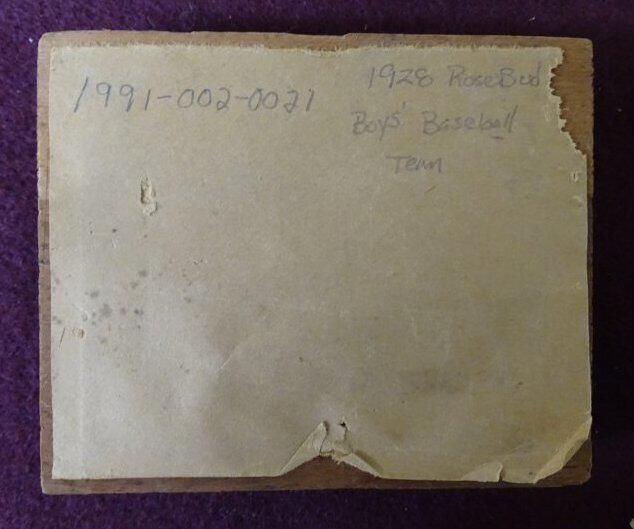 1991-002-0021
1928 RoseBud
Boys' Baseball
Team